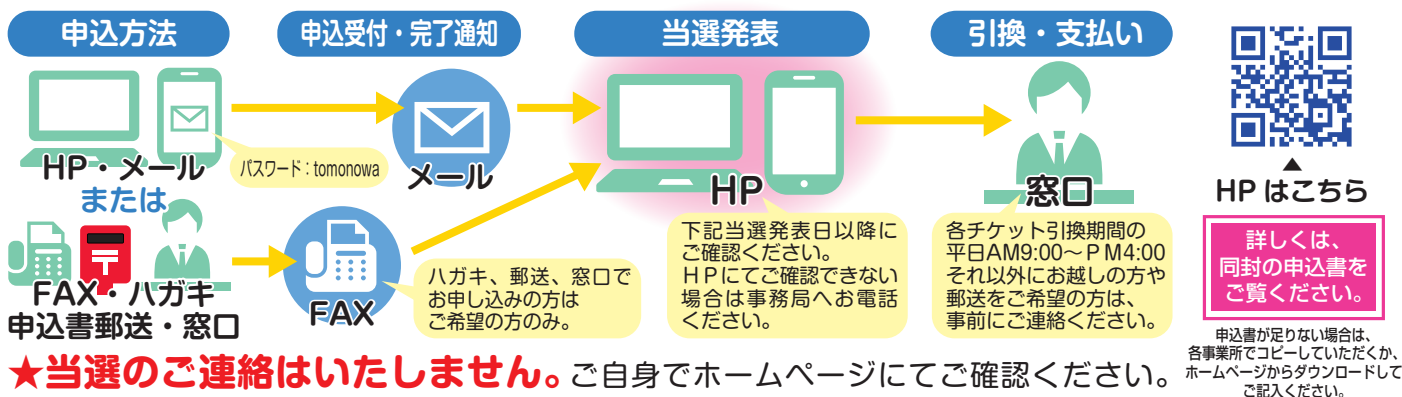 申込方法
申込受付・完了通知
当選発表
引換・支払い
HP・メール
または
FAX・ハガキ
申込書郵送・窓口
パスワード：tomonowa
メール
FAX
ハガキ、郵送、窓口で
お申し込みの方は
ご希望の方のみ。
HP
下記当選発表日以降に
ご確認ください。
ＨＰにてご確認できない
場合は事務局へお電話
ください。
窓口
各チケット引換期間の
平日AM9:00～ＰＭ4:00
それ以外にお越しの方や
郵送をご希望の方は、
事前にご連絡ください。
▲
HP はこちら
詳しくは、
同封の申込書を
ご覧ください。
申込書が足りない場合は、
各事業所でコピーしていただくか、
ホームページからダウンロードして
ご記入ください。
★当選のご連絡はいたしません。ご自身でホームページにてご確認ください。